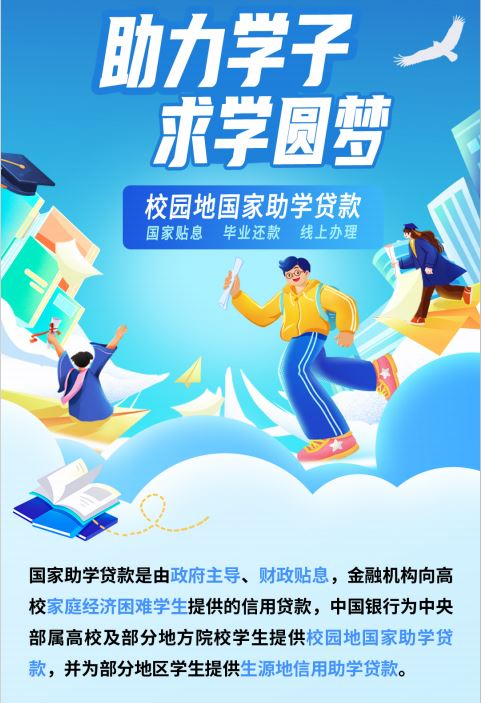 助力学子
求学圆梦
校园地国家助学贷款
国家贴息 毕业还款 线上办理
国家助学贷款是由政府主导、财政贴息，金融机构向高
校家庭经济困难学生提供的信用贷款，中国银行为中央
部属高校及部分地方院校学生提供校园地国家助学贷
款，并为部分地区学生提供生源地信用助学贷款。